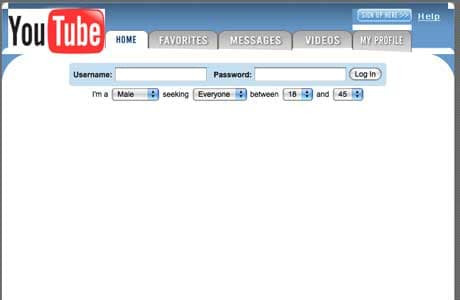 SIGN UP HERE >> Help
YouTube
HOME FAVORITES MESSAGES VIDEOS MY PROFILE
Username: Password: Log In
I'm a Male seeking Everyone between 18 and 45